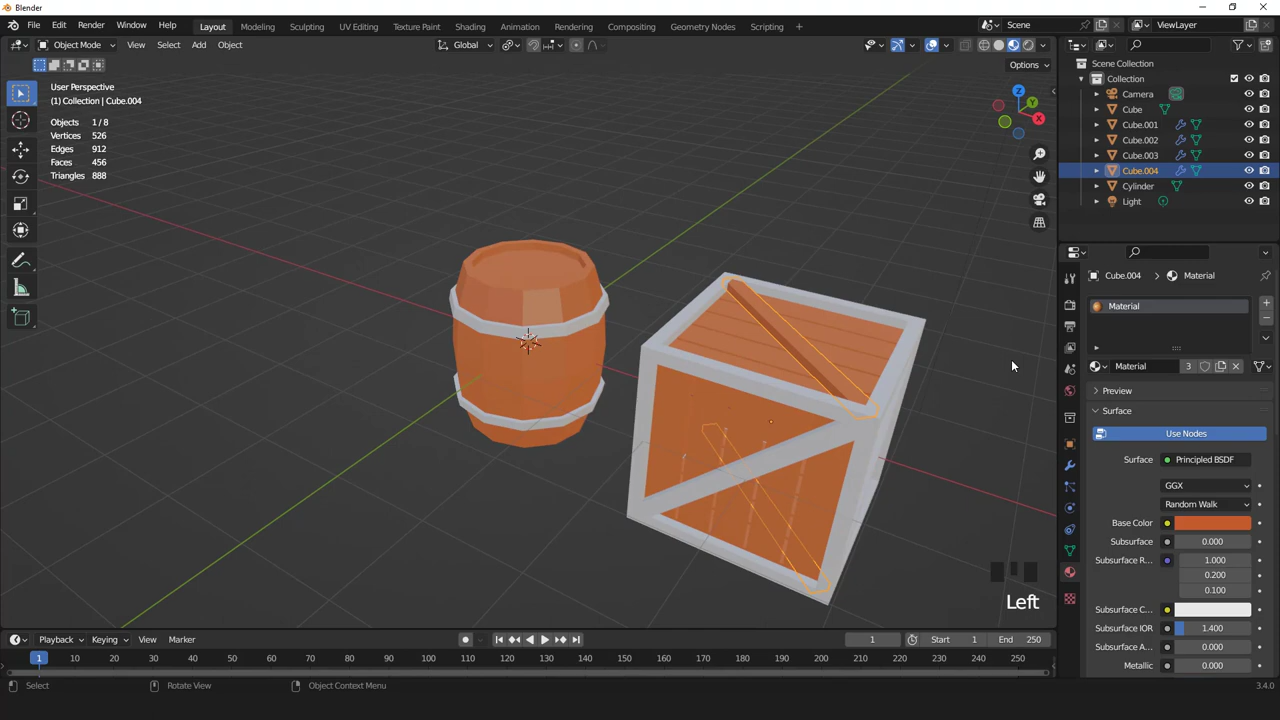 Blender
File Edit Render Window Help Layout Modeling Sculpting UV Editing Texture Paint Shading Animation Rendering Compositing Geometry Nodes Scripting + Scene ViewLayer
Object Mode View Select Add Object Global
Options
User Perspective
(1) Collection | Cube.004
Objects 1 / 8
Vertices 526
Edges 912
Faces 456
Triangles 888
Z
Y
X
Scene Collection
Collection
Camera
Cube
Cube.001
Cube.002
Cube.003
Cube.004
Cylinder
Light
Cube.004 > Material
Material
Material 3
Preview
Surface
Use Nodes
Surface Principled BSDF
GGX
Random Walk
Base Color
Subsurface 0.000
Subsurface R... 1.000
0.200
0.100
Subsurface C...
Subsurface IOR 1.400
Subsurface A... 0.000
Metallic 0.000
Left
Playback Keying View Marker 1 Start 1 End 250
1 10 20 30 40 50 60 70 80 90 100 110 120 130 140 150 160 170 180 190 200 210 220 230 240 250
Select Rotate View Object Context Menu 3.4.0